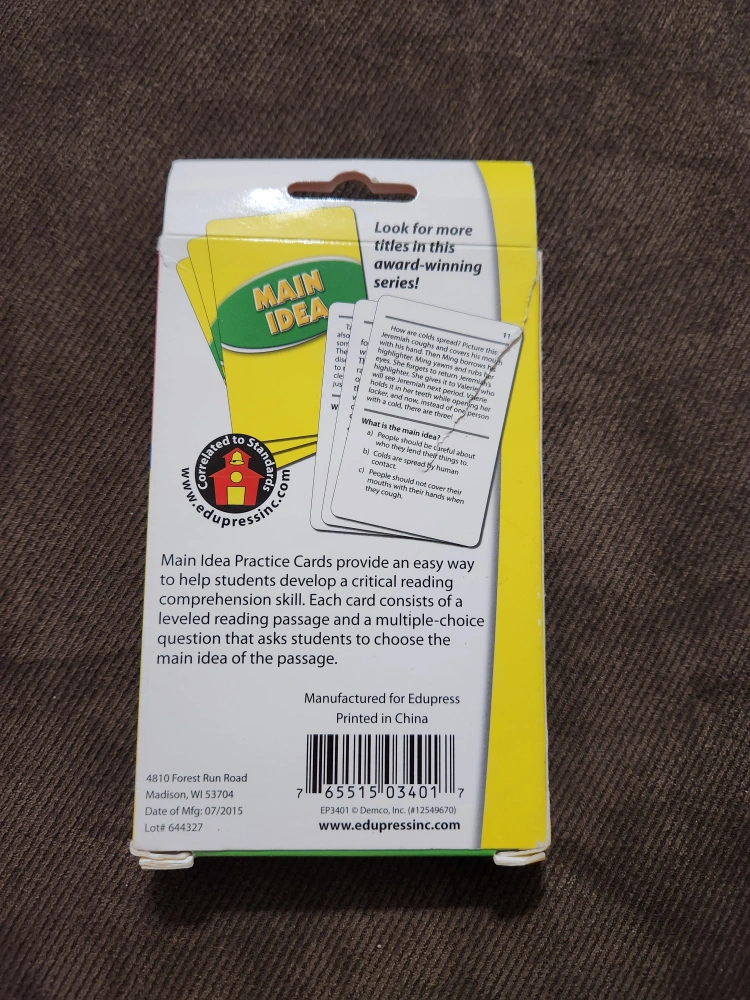 Look for more
titles in this
award-winning
series!
MAIN
IDEA
11
How are colds spread? Picture this:
Jeremiah coughs and covers his mouth
with his hand. Then Ming borrows his
highlighter. Ming yawns and rubs her
eyes. She forgets to return Jeremiah's
highlighter. She gives it to Valerie, who
will see Jeremiah next period. Valerie
holds it in her teeth while opening her
locker, and now, instead of one person
with a cold, there are three!
What is the main idea?
a) People should be careful about
who they lend their things to.
b) Colds are spread by human
contact.
c) People should not cover their
mouths with their hands when
they cough.
Correlated to Standards
www.edupressinc.com
Main Idea Practice Cards provide an easy way
to help students develop a critical reading
comprehension skill. Each card consists of a
leveled reading passage and a multiple-choice
question that asks students to choose the
main idea of the passage.
Manufactured for Edupress
Printed in China
4810 Forest Run Road
Madison, WI 53704
Date of Mfg: 07/2015
Lot# 644327
7 65515 03401 7
EP3401 © Demco, Inc. (#12549670)
www.edupressinc.com